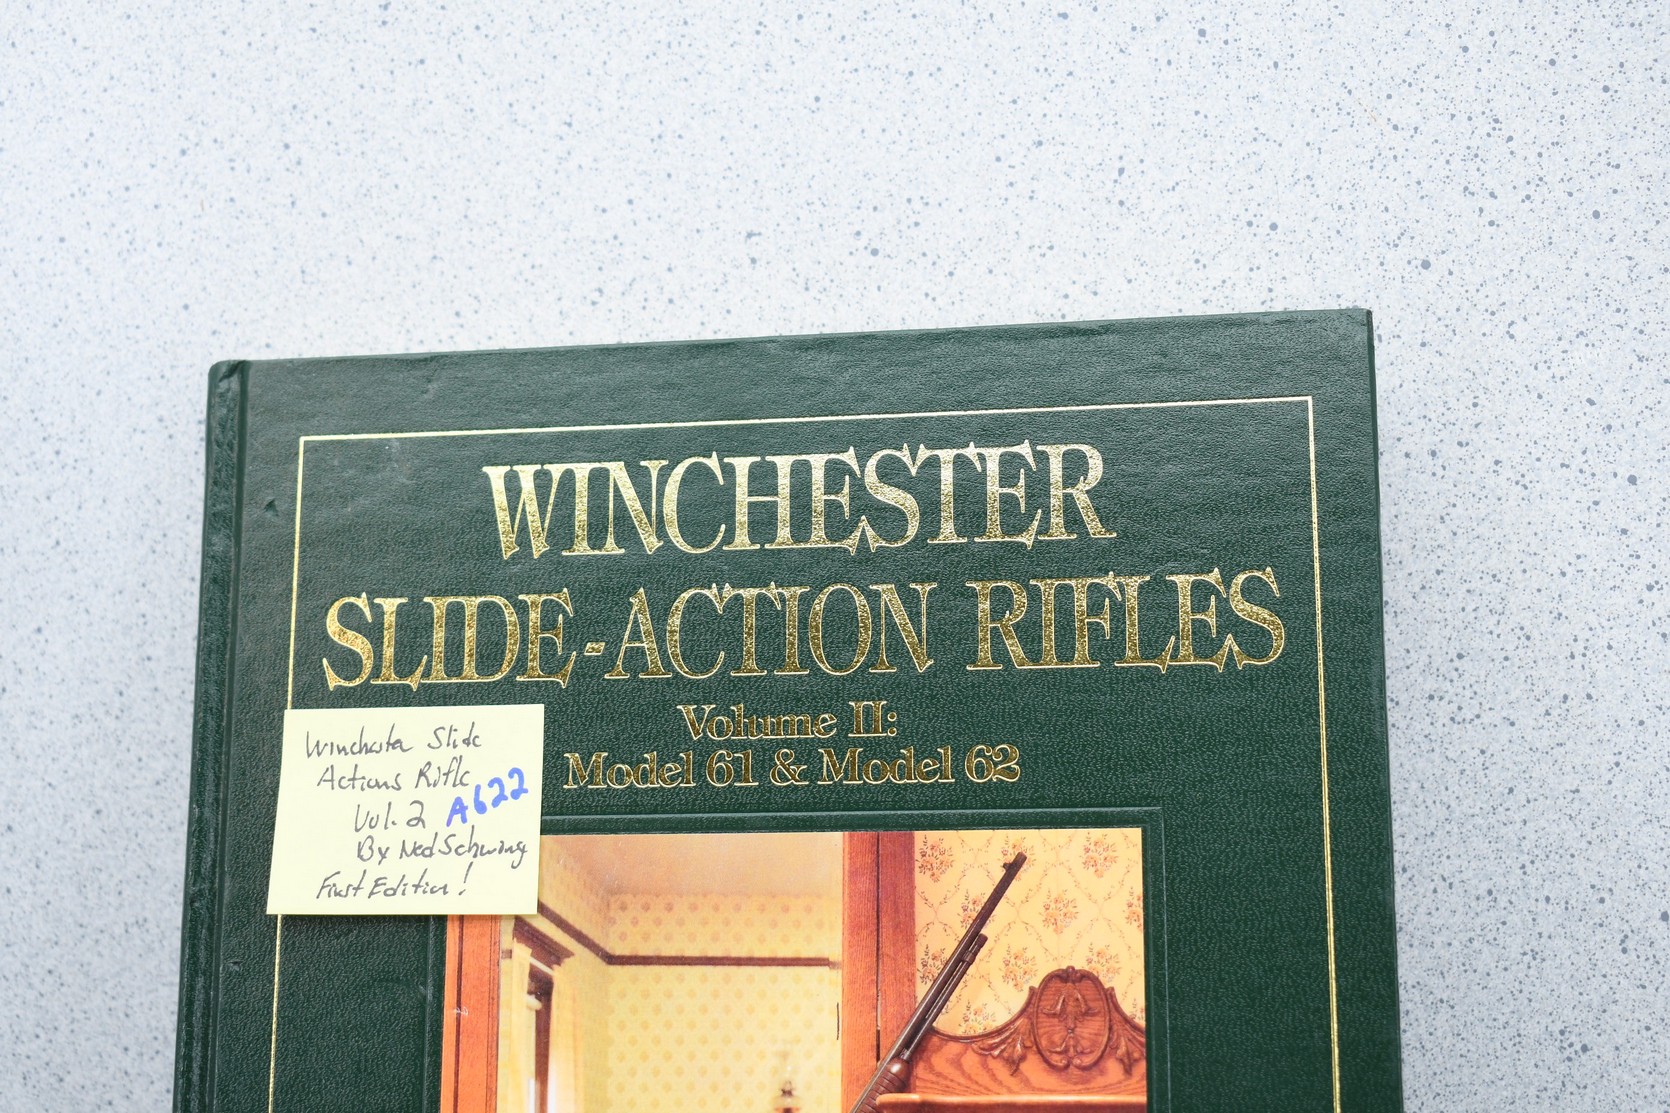 WINCHESTER
SLIDE-ACTION RIFLES
Volume II:
Model 61 & Model 62
Winchester Slide
Actions Rifle
Vol. 2 A622
By Ned Schwing
First Edition!